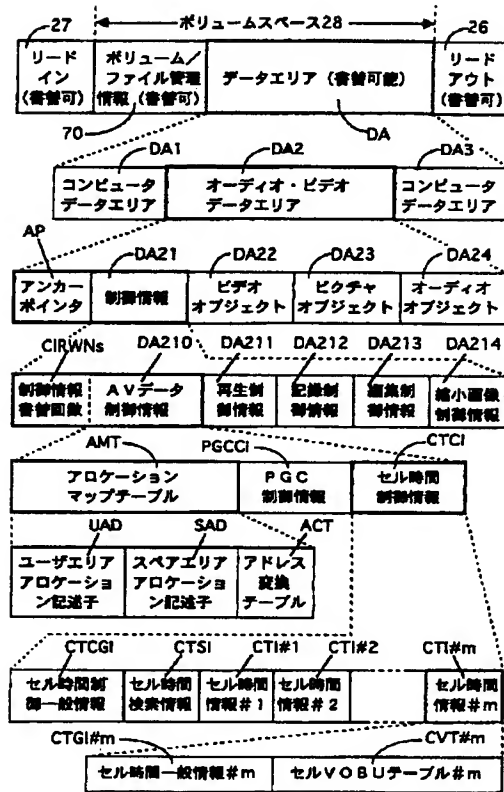 ボリュームスペース28
27
26
リード
イン
(書替可)
ボリューム/
ファイル管理
情報(書替可)
データエリア(書替可能)
リード
アウト
(書替可)
70
DA
DA1
DA2
DA3
コンピュータ
データエリア
オーディオ・ビデオ
データエリア
コンピュータ
データエリア
AP
DA21
DA22
DA23
DA24
アンカー
ポインタ
制御情報
ビデオ
オブジェクト
ピクチャ
オブジェクト
オーディオ
オブジェクト
CIRWNs
DA210
DA211
DA212
DA213
DA214
制御情報
書替回数
AVデータ
制御情報
再生制
御情報
記録制
御情報
編集制
御情報
縮小画像
制御情報
AMT
PGCCI
CTCI
アロケーション
マップテーブル
PGC
制御情報
セル時間
制御情報
UAD
SAD
ACT
ユーザエリア
アロケーショ
ン記述子
スペアエリア
アロケーショ
ン記述子
アドレス
変換
テーブル
CTCGI
CTSI
CTI#1
CTI#2
CTI#m
セル時間制
御一般情報
セル時間
検索情報
セル時間
情報#1
セル時間
情報#2
セル時間
情報#m
CTGI#m
CVT#m
セル時間一般情報#m
セルVOBUテーブル#m